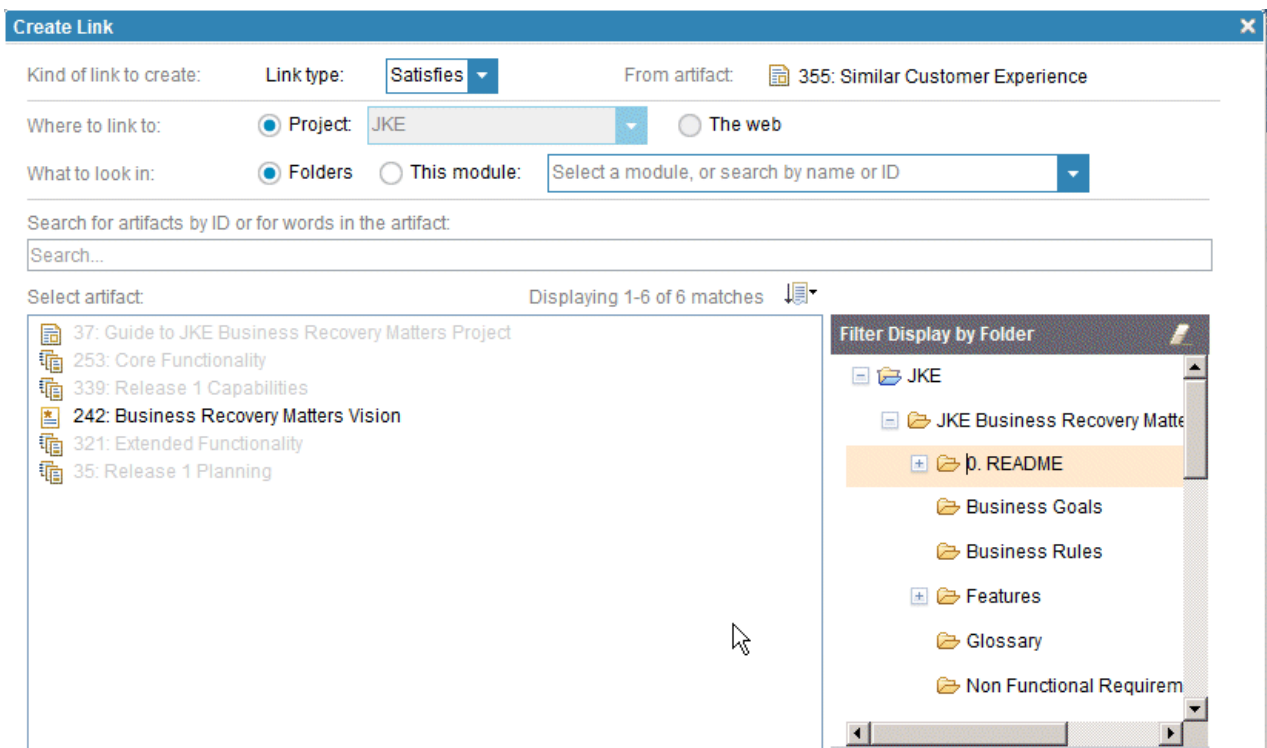 Create Link
Kind of link to create: Link type: Satisfies From artifact: 355: Similar Customer Experience
Where to link to: Project: JKE The web
What to look in: Folders This module: Select a module, or search by name or ID
Search for artifacts by ID or for words in the artifact:
Search...
Select artifact: Displaying 1-6 of 6 matches
37: Guide to JKE Business Recovery Matters Project
253: Core Functionality
339: Release 1 Capabilities
242: Business Recovery Matters Vision
321: Extended Functionality
35: Release 1 Planning
Filter Display by Folder
JKE
JKE Business Recovery Matte
0. README
Business Goals
Business Rules
Features
Glossary
Non Functional Requirem